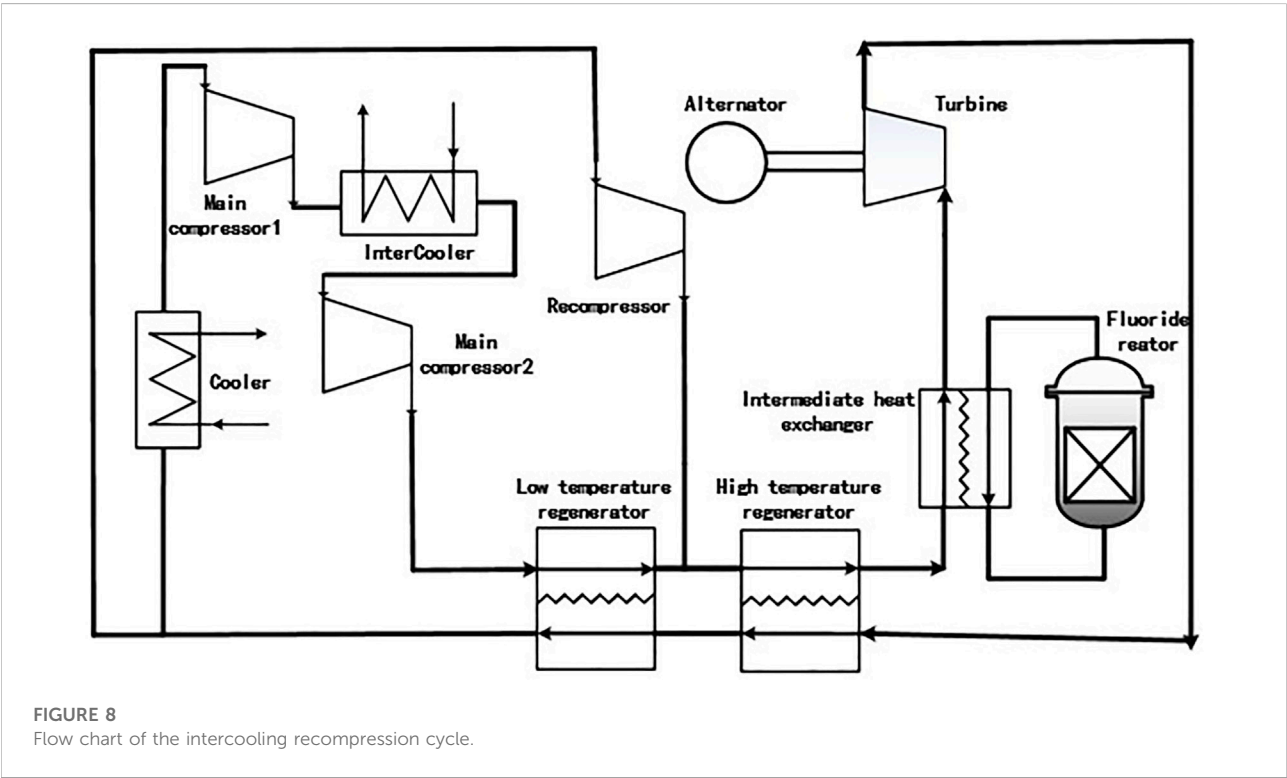 Alternator
Turbine
Main
compressor1
InterCooler
Recompressor
Fluoride
reator
Main
compressor2
Cooler
Intermediate heat
exchanger
Low temperature
regenerator
High temperature
regenerator
FIGURE 8
Flow chart of the intercooling recompression cycle.